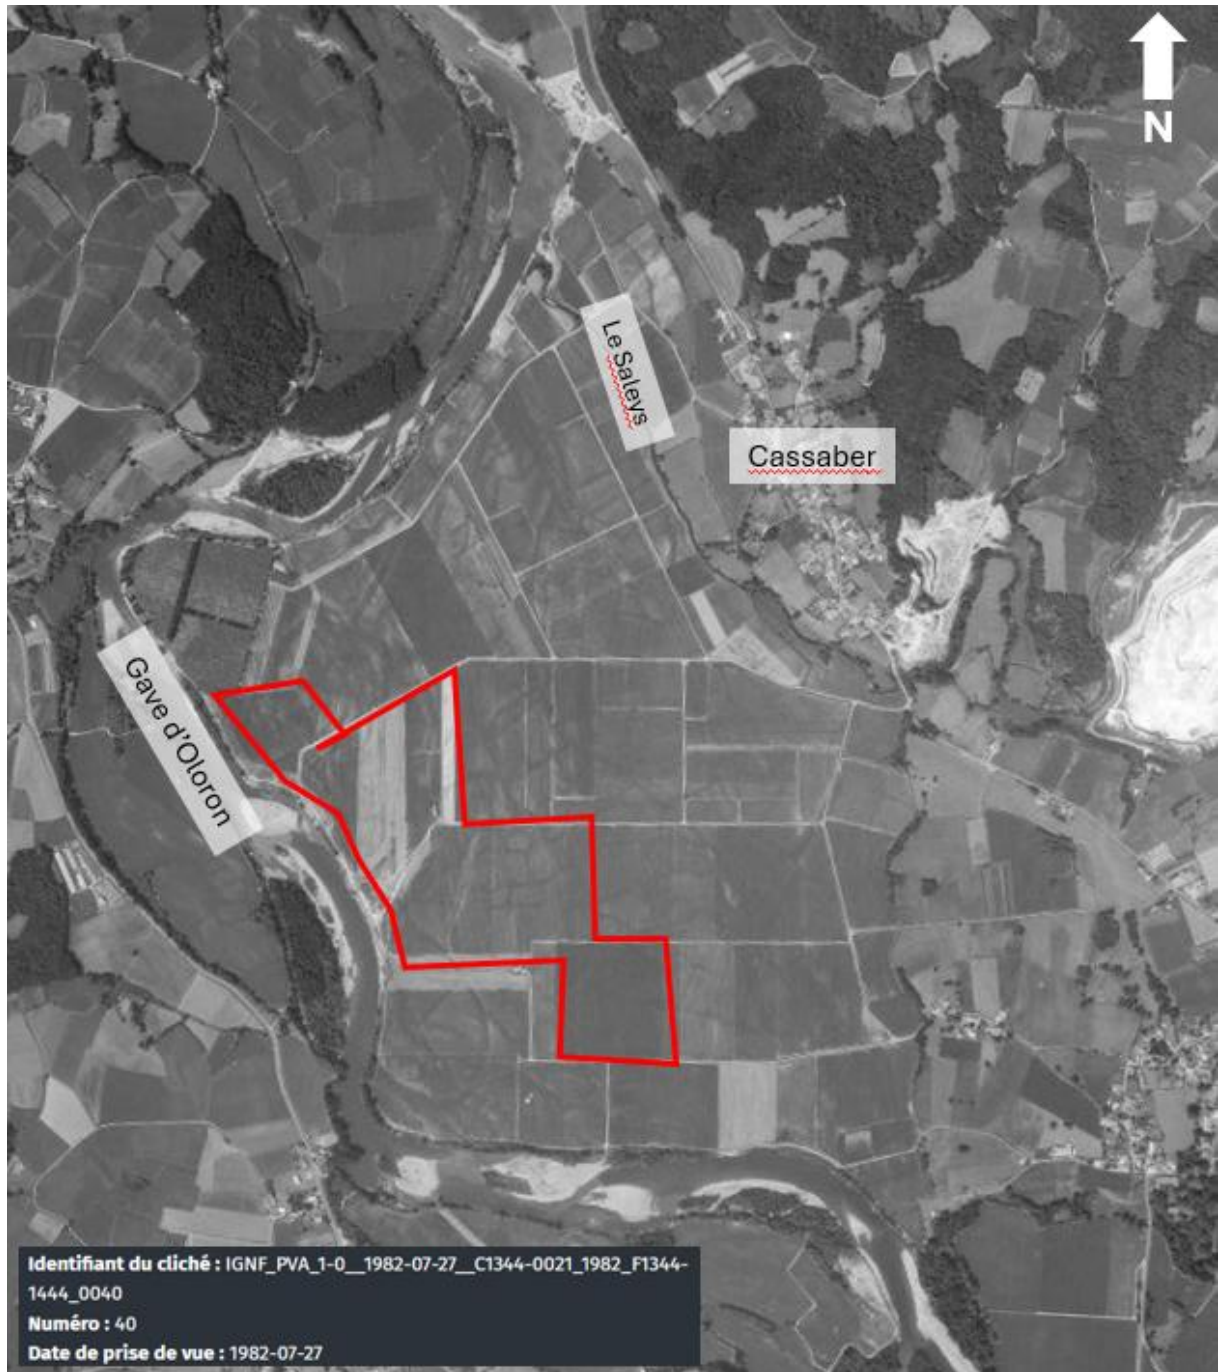 N
Le Saleys
Cassaber
Gave d'Oloron
Identifiant du cliché : IGNF_PVA_1-0__1982-07-27__C1344-0021_1982_F1344-
1444_0040
Numéro : 40
Date de prise de vue : 1982-07-27